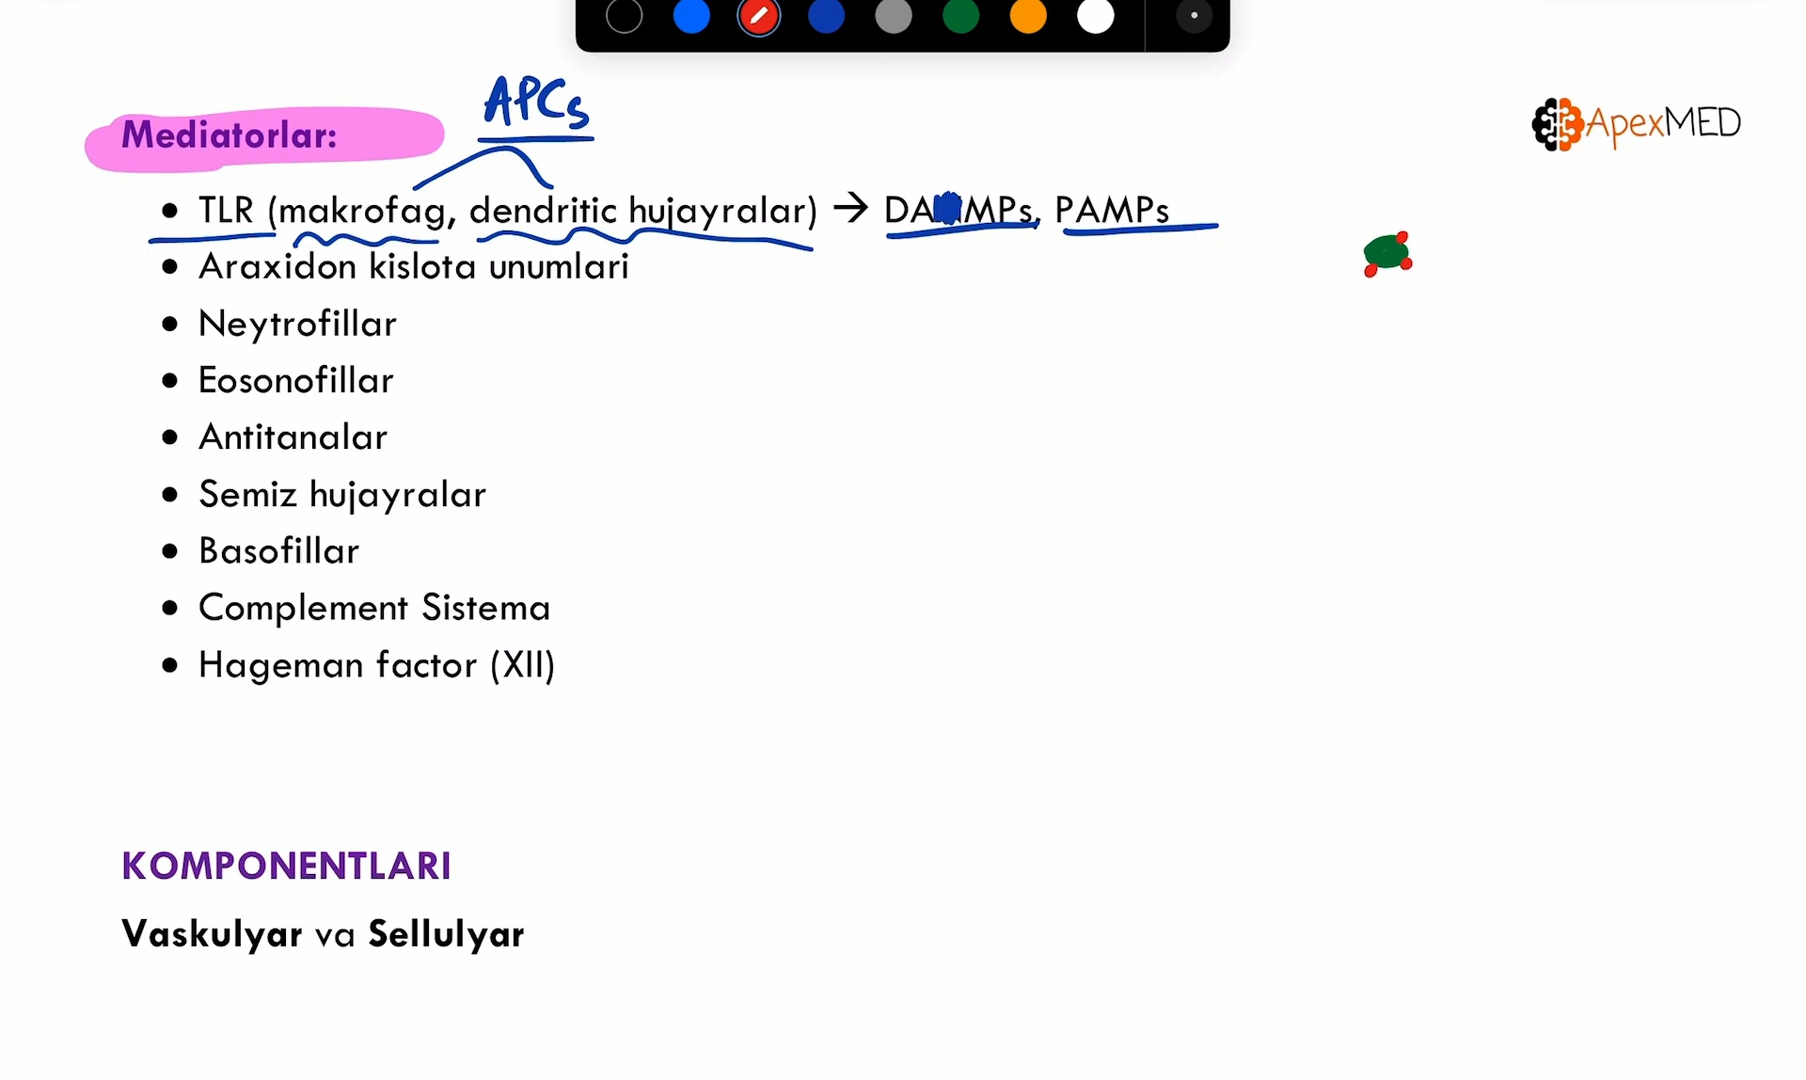 APCs
Mediatorlar:
ApexMED
• TLR (makrofag, dendritic hujayralar) → DAMPs, PAMPs
• Araxidon kislota unumlari
• Neytrofillar
• Eosonofillar
• Antitanalar
• Semiz hujayralar
• Basofillar
• Complement Sistema
• Hageman factor (XII)
KOMPONENTLARI
Vaskulyar va Sellulyar